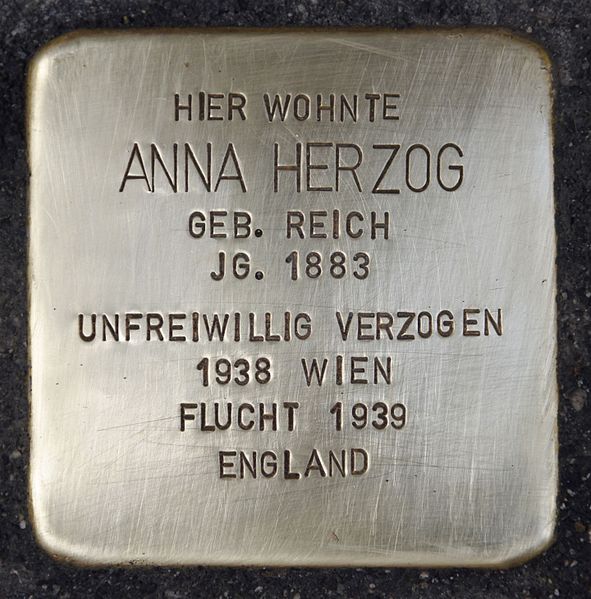 HIER WOHNTE
ANNA HERZOG
GEB. REICH
JG. 1883
UNFREIWILLIG VERZOGEN
1938 WIEN
FLUCHT 1939
ENGLAND